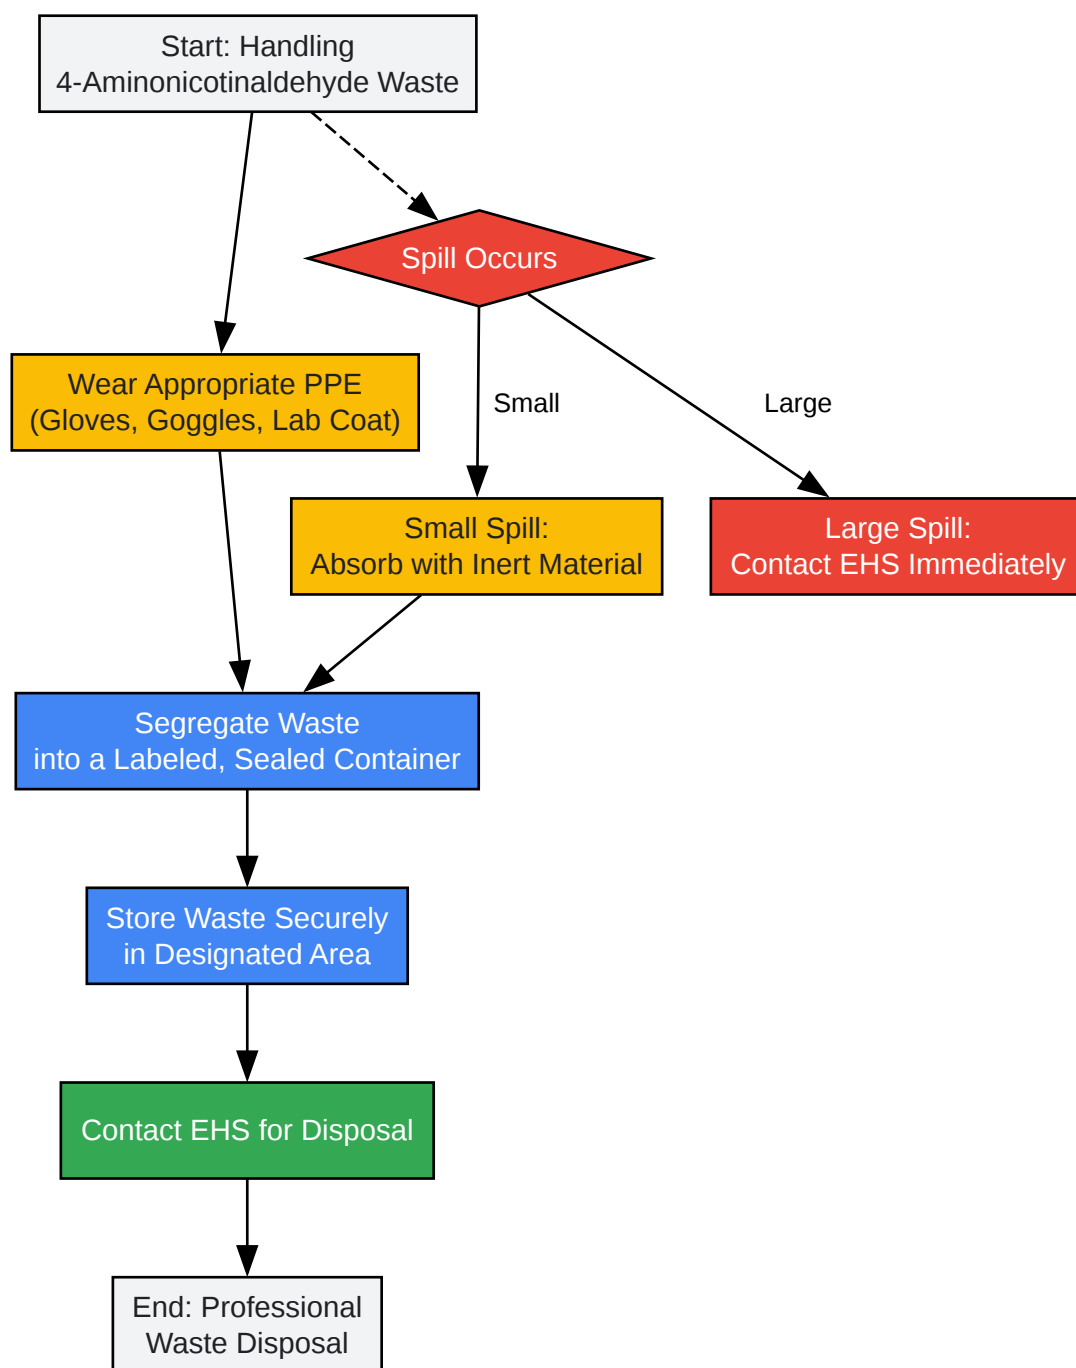 Start: Handling
4-Aminonicotinaldehyde Waste
Spill Occurs
Wear Appropriate PPE
(Gloves, Goggles, Lab Coat)
Small
Large
Small Spill:
Absorb with Inert Material
Large Spill:
Contact EHS Immediately
Segregate Waste
into a Labeled, Sealed Container
Store Waste Securely
in Designated Area
Contact EHS for Disposal
End: Professional
Waste Disposal